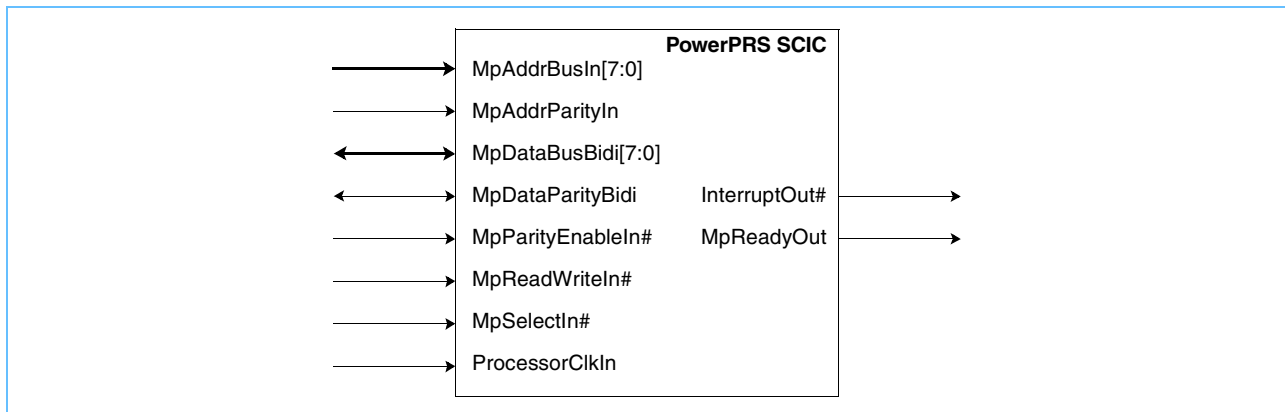 PowerPRS SCIC
MpAddrBusIn[7:0]
MpAddrParityIn
MpDataBusBidi[7:0]
MpDataParityBidi InterruptOut#
MpParityEnableIn# MpReadyOut
MpReadWriteIn#
MpSelectIn#
ProcessorClkIn